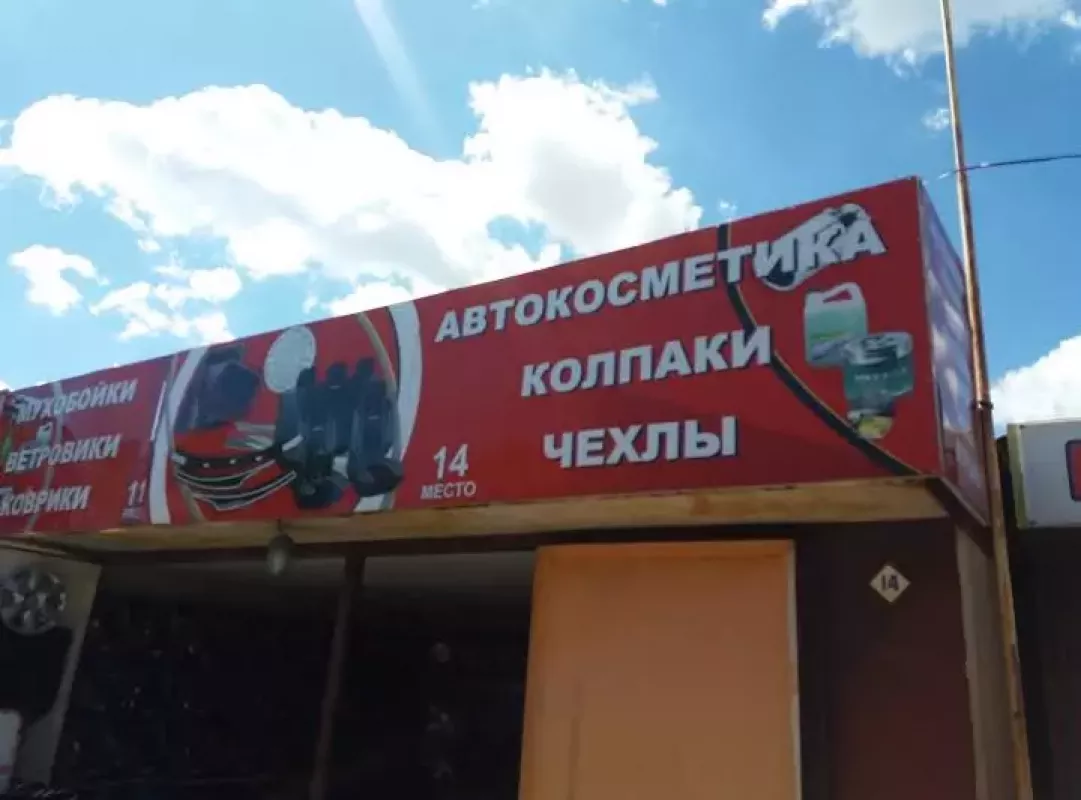 МУХОБОЙКИ
ВЕТРОВИКИ
КОВРИКИ
11
14
МЕСТО
АВТОКОСМЕТИКА
КОЛПАКИ
ЧЕХЛЫ
14